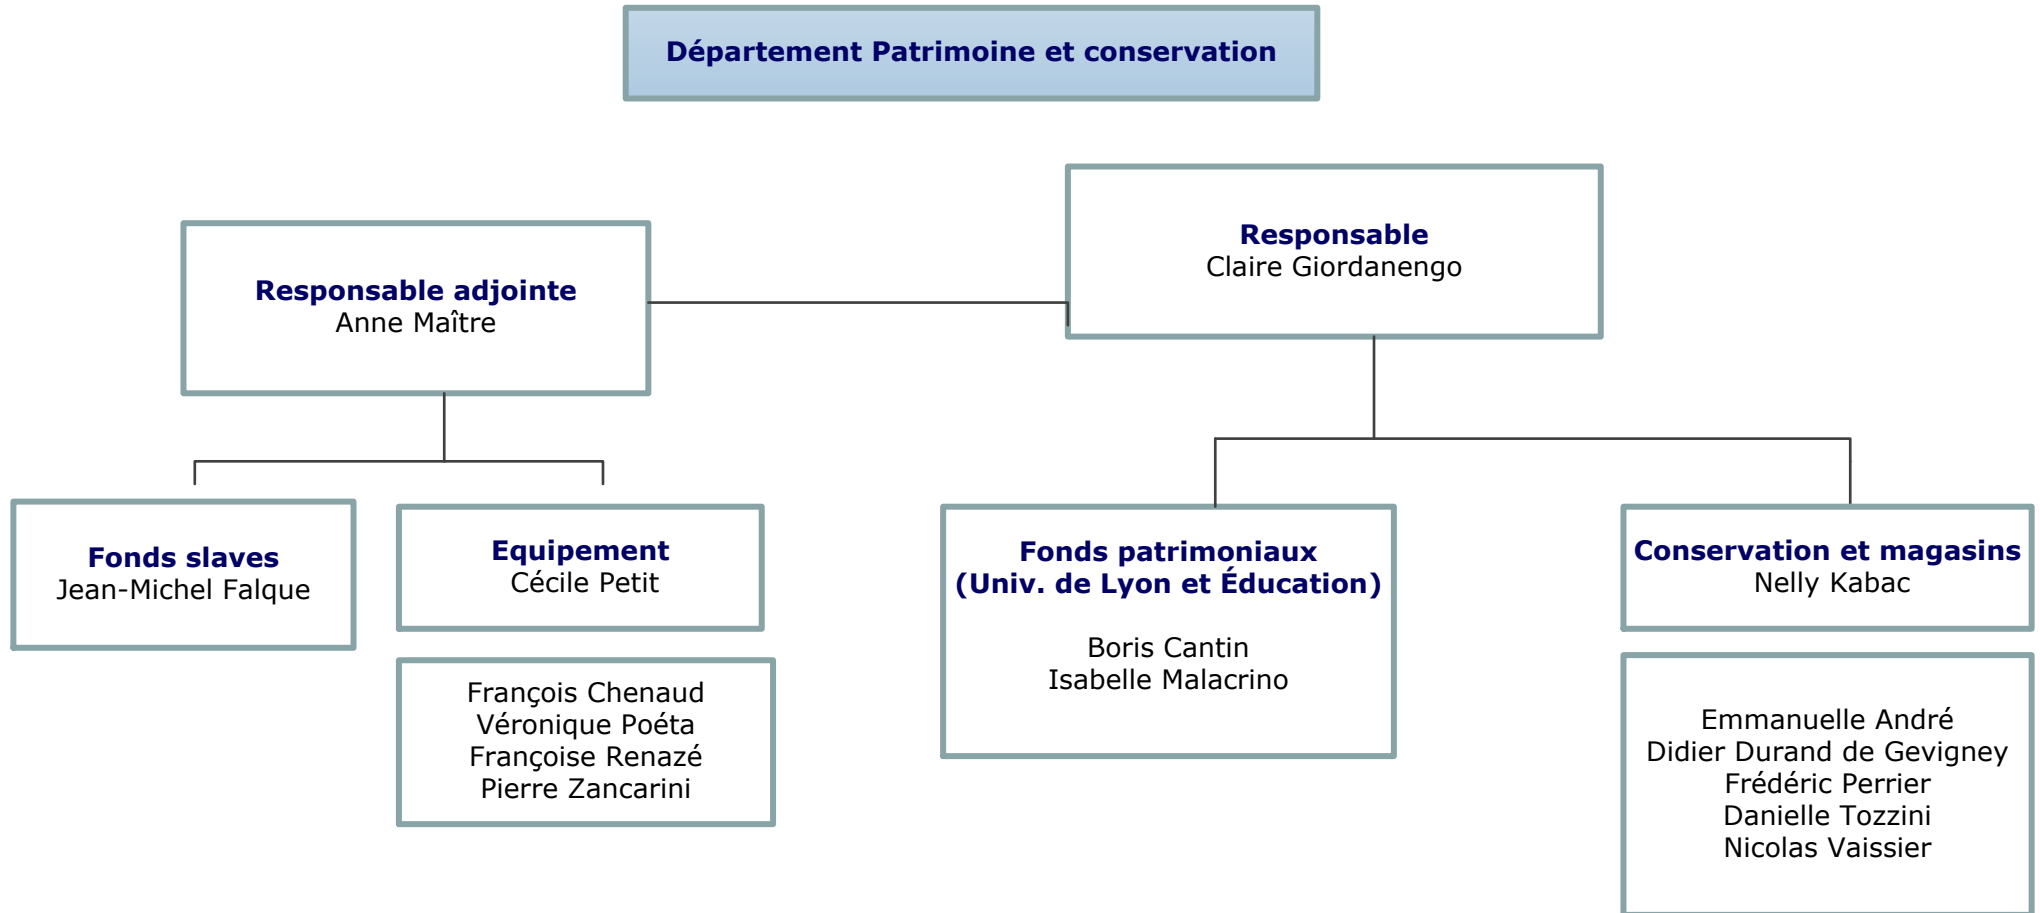 Département Patrimoine et conservation
Responsable
Claire Giordanengo
Responsable adjointe
Anne Maître
Fonds slaves
Jean-Michel Falque
Equipement
Cécile Petit
François Chenaud
Véronique Poéta
Françoise Renazé
Pierre Zancarini
Fonds patrimoniaux
(Univ. de Lyon et Éducation)
Boris Cantin
Isabelle Malacrino
Conservation et magasins
Nelly Kabac
Emmanuelle André
Didier Durand de Gevigney
Frédéric Perrier
Danielle Tozzini
Nicolas Vaissier